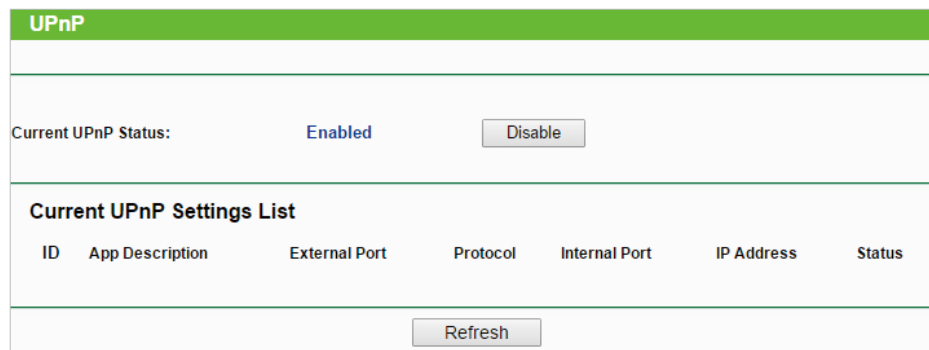 UPnP
Current UPnP Status: Enabled Disable
Current UPnP Settings List
ID App Description External Port Protocol Internal Port IP Address Status
Refresh